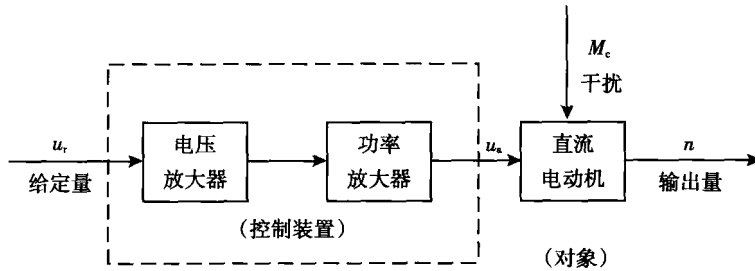 M_c
干扰
u_r
给定量
电压
放大器
功率
放大器
u_a
直流
电动机
n
输出量
(控制装置)
(对象)